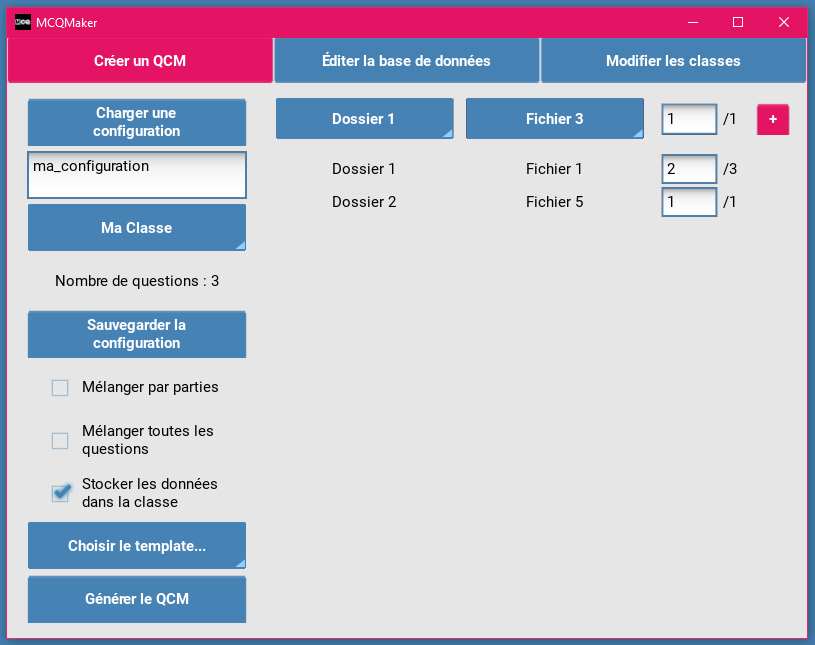 MCQ MCQMaker
Créer un QCM Éditer la base de données Modifier les classes
Charger une
configuration
ma_configuration
Ma Classe
Nombre de questions : 3
Sauvegarder la
configuration
Mélanger par parties
Mélanger toutes les
questions
Stocker les données
dans la classe
Choisir le template...
Générer le QCM
Dossier 1 Fichier 3 1 /1 +
Dossier 1 Fichier 1 2 /3
Dossier 2 Fichier 5 1 /1